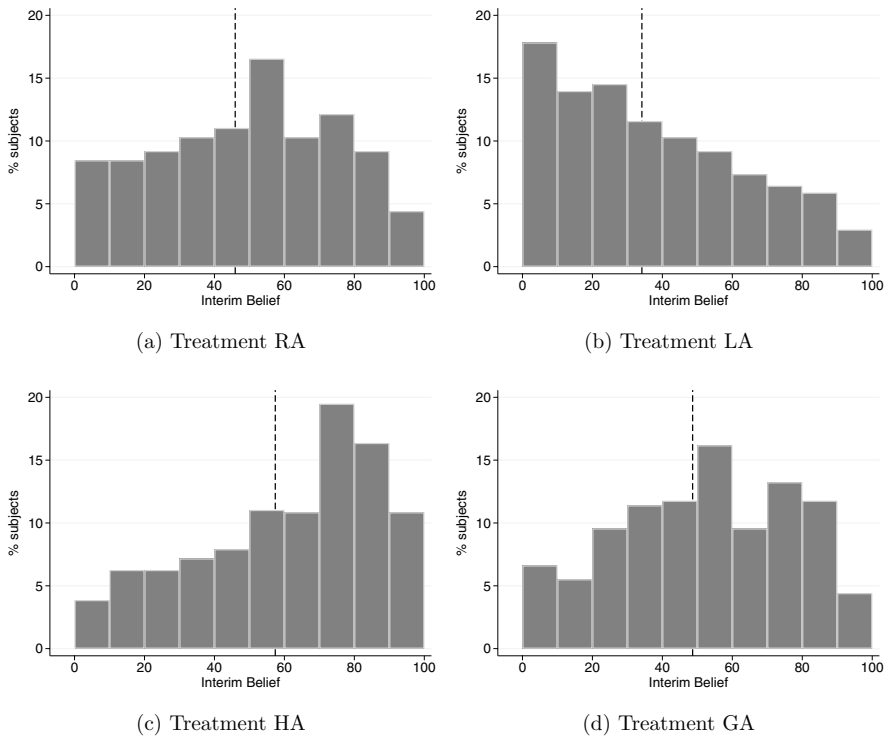 20
15
10
5
0
% subjects
0 20 40 60 80 100
Interim Belief
(a) Treatment RA
20
15
10
5
0
% subjects
0 20 40 60 80 100
Interim Belief
(b) Treatment LA
20
15
10
5
0
% subjects
0 20 40 60 80 100
Interim Belief
(c) Treatment HA
20
15
10
5
0
% subjects
0 20 40 60 80 100
Interim Belief
(d) Treatment GA